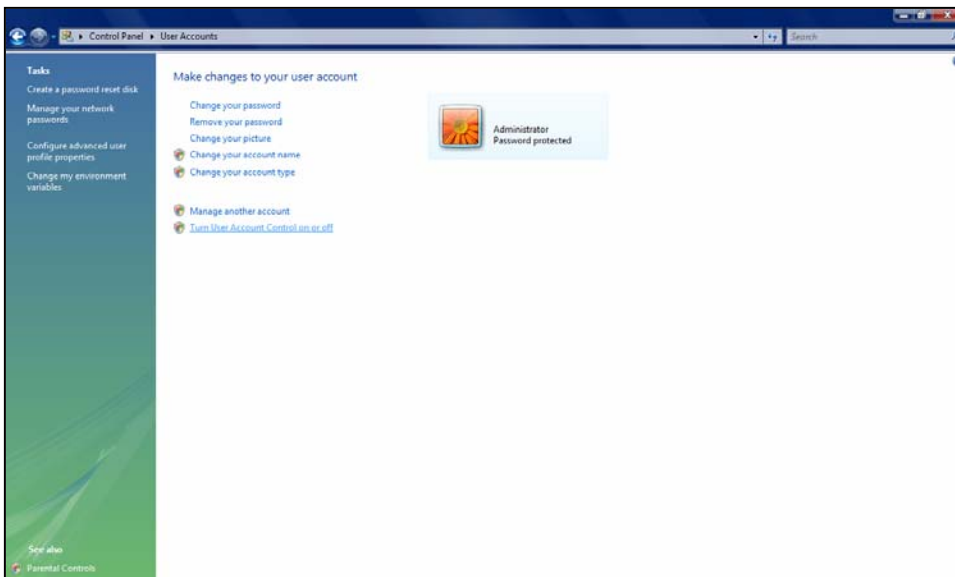 Control Panel ▸ User Accounts
Search
Tasks
Create a password reset disk
Manage your network
passwords
Configure advanced user
profile properties
Change my environment
variables
Make changes to your user account
Change your password
Remove your password
Change your picture
Change your account name
Change your account type
Manage another account
Turn User Account Control on or off
Administrator
Password protected
See also
Parental Controls